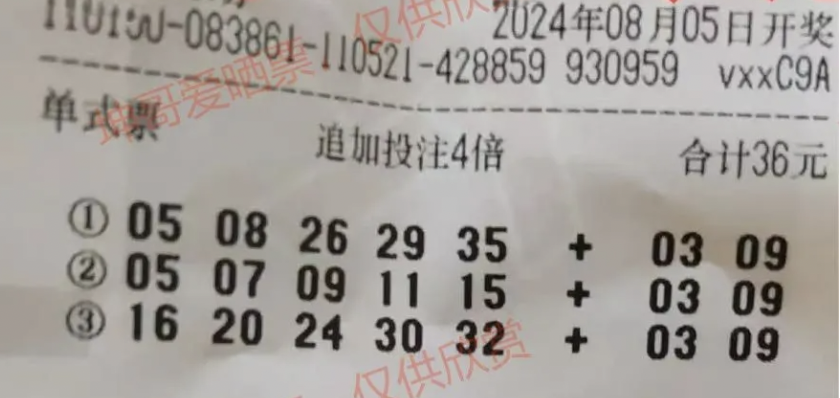 2024年08月05日开奖
-083861-110521-428859 930959 vxxC9A
单式票
追加投注4倍 合计36元
① 05 08 26 29 35 + 03 09
② 05 07 09 11 15 + 03 09
③ 16 20 24 30 32 + 03 09
坤哥爱晒票
仅供欣赏
仅供欣赏